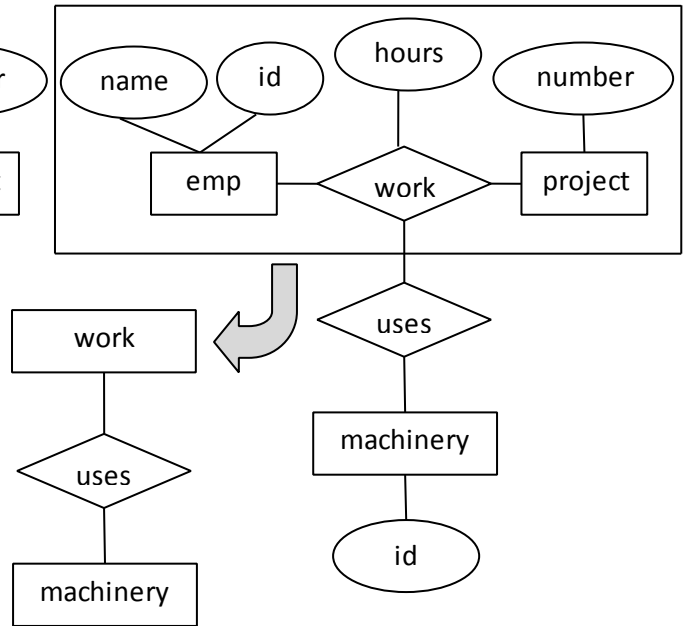 hours
name
id
number
emp
work
project
work
uses
machinery
uses
id
machinery